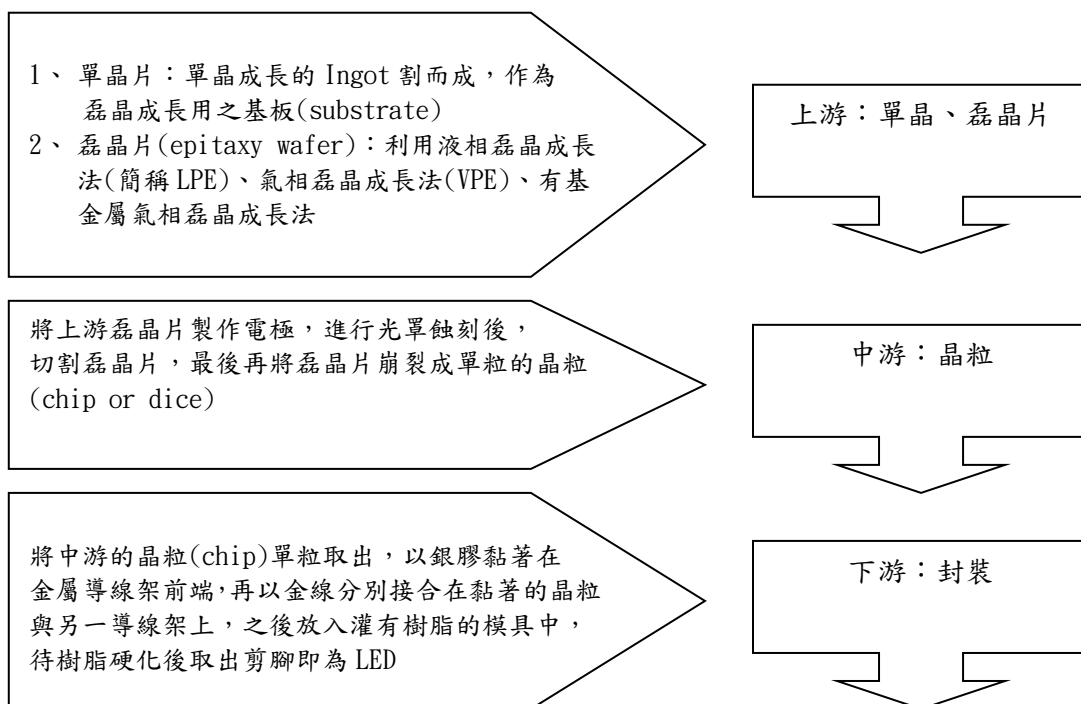 1、 單晶片：單晶成長的 Ingot 割而成，作為
磊晶成長用之基板(substrate)
2、 磊晶片(epitaxy wafer)：利用液相磊晶成長
法(簡稱 LPE)、氣相磊晶成長法(VPE)、有基
金屬氣相磊晶成長法
上游：單晶、磊晶片
將上游磊晶片製作電極，進行光罩蝕刻後，
切割磊晶片，最後再將磊晶片崩裂成單粒的晶粒
(chip or dice)
中游：晶粒
將中游的晶粒(chip)單粒取出，以銀膠黏著在
金屬導線架前端，再以金線分別接合在黏著的晶粒
與另一導線架上，之後放入灌有樹脂的模具中，
待樹脂硬化後取出剪腳即為 LED
下游：封裝